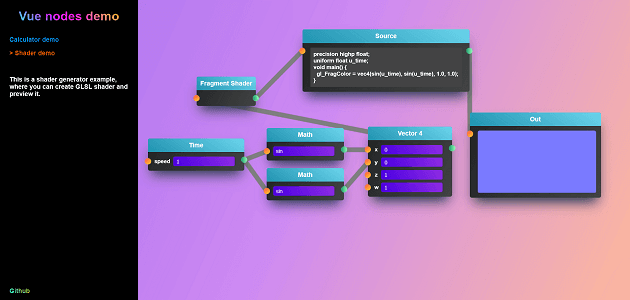 Vue nodes demo
Calculator demo
> Shader demo
This is a shader generator example,
where you can create GLSL shader and
preview it.
Github
Source
precision highp float;
uniform float u_time;
void main() {
gl_FragColor = vec4(sin(u_time), sin(u_time), 1.0, 1.0);
}
Fragment Shader
Time
speed 1
Math
sin
Math
sin
Vector 4
x 0
y 0
z 1
w 1
Out